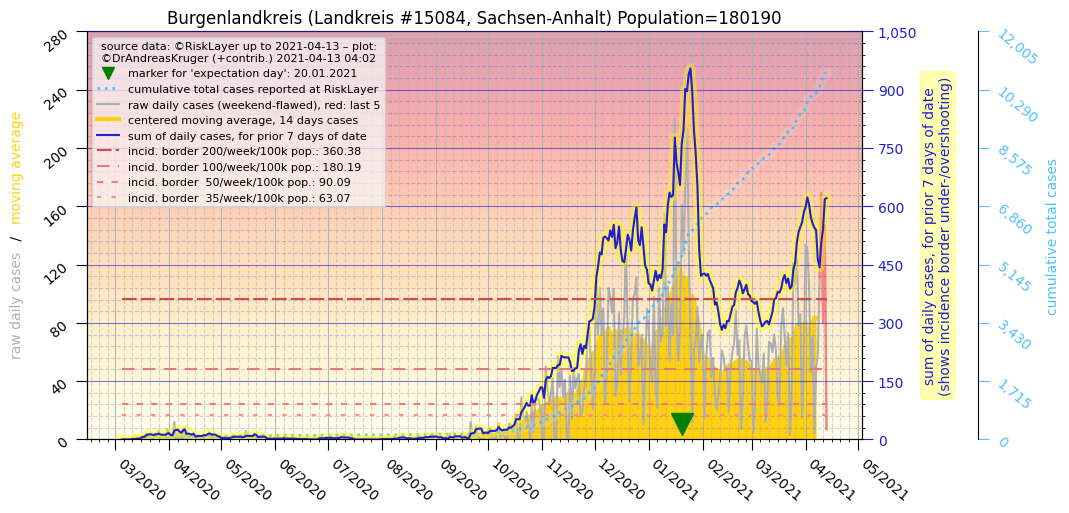 Burgenlandkreis (Landkreis #15084, Sachsen-Anhalt) Population=180190
source data: ©RiskLayer up to 2021-04-13 – plot:
©DrAndreasKruger (+contrib.) 2021-04-13 04:02
marker for 'expectation day': 20.01.2021
cumulative total cases reported at RiskLayer
raw daily cases (weekend-flawed), red: last 5
centered moving average, 14 days cases
sum of daily cases, for prior 7 days of date
incid. border 200/week/100k pop.: 360.38
incid. border 100/week/100k pop.: 180.19
incid. border  50/week/100k pop.: 90.09
incid. border  35/week/100k pop.: 63.07
raw daily cases / moving average
280
240
200
160
120
80
40
0
03/2020
04/2020
05/2020
06/2020
07/2020
08/2020
09/2020
10/2020
11/2020
12/2020
01/2021
02/2021
03/2021
04/2021
05/2021
1,050
900
750
600
450
300
150
0
sum of daily cases, for prior 7 days of date
(shows incidence border under-/overshooting)
12,005
10,290
8,575
6,860
5,145
3,430
1,715
0
cumulative total cases